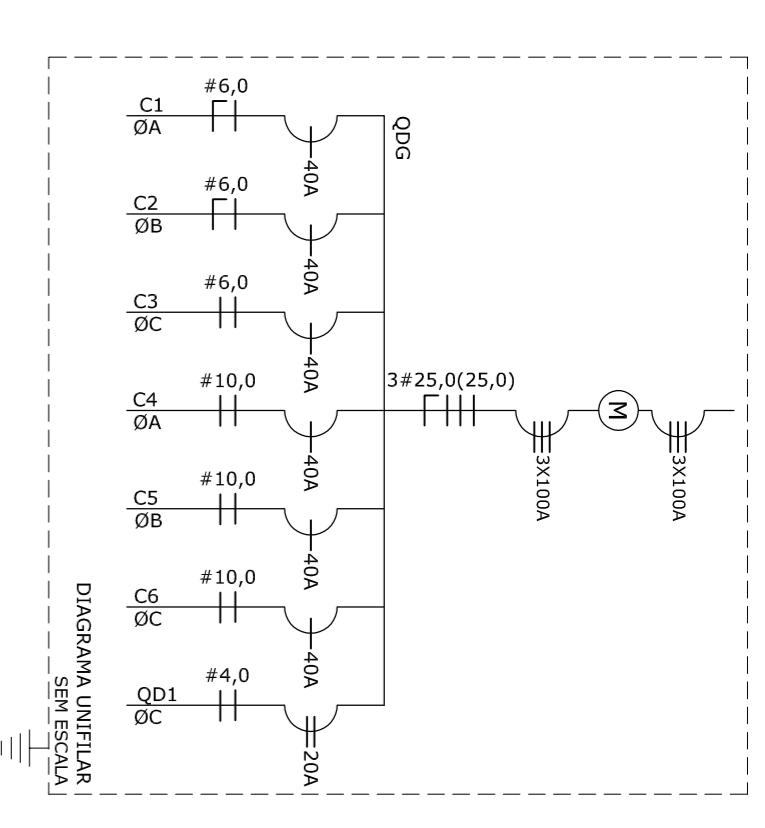 QDG
#6,0
C1
ØA
40A
#6,0
C2
ØB
40A
#6,0
C3
ØC
40A
#10,0
C4
ØA
40A
3#25,0(25,0)
3X100A
M
3X100A
#10,0
C5
ØB
40A
#10,0
C6
ØC
40A
#4,0
QD1
ØC
20A
DIAGRAMA UNIFILAR
SEM ESCALA